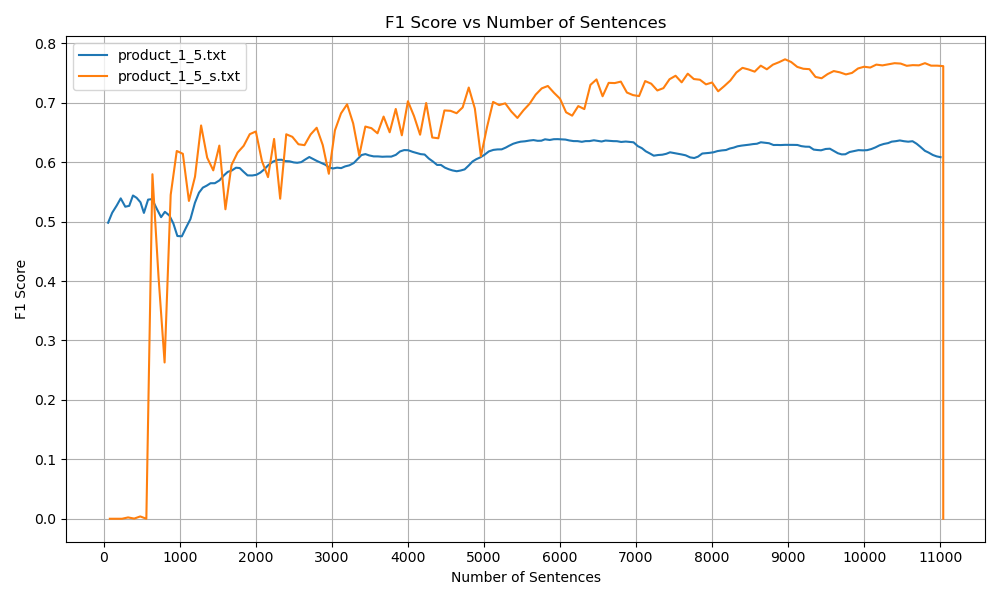 F1 Score vs Number of Sentences
product_1_5.txt
product_1_5_s.txt
F1 Score
0.8
0.7
0.6
0.5
0.4
0.3
0.2
0.1
0.0
0 1000 2000 3000 4000 5000 6000 7000 8000 9000 10000 11000
Number of Sentences